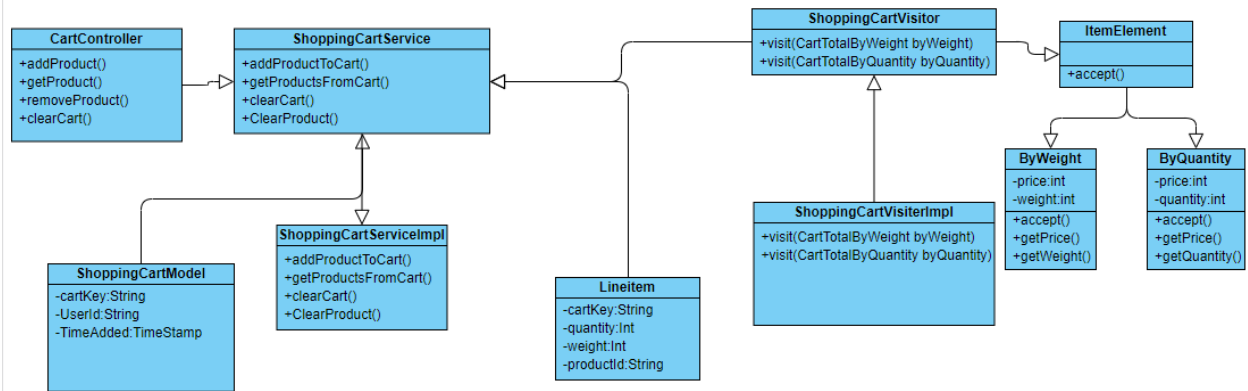 CartController
+addProduct()
+getProduct()
+removeProduct()
+clearCart()
ShoppingCartService
+addProductToCart()
+getProductsFromCart()
+clearCart()
+ClearProduct()
ShoppingCartVisitor
+visit(CartTotalByWeight byWeight)
+visit(CartTotalByQuantity byQuantity)
ItemElement
+accept()
ByWeight
-price:int
-weight:int
+accept()
+getPrice()
+getWeight()
ByQuantity
-price:int
-quantity:int
+accept()
+getPrice()
+getQuantity()
ShoppingCartModel
-cartKey:String
-UserId:String
-TimeAdded:TimeStamp
ShoppingCartServiceImpl
+addProductToCart()
+getProductsFromCart()
+clearCart()
+ClearProduct()
Lineitem
-cartKey:String
-quantity:Int
-weight:Int
-productId:String
ShoppingCartVisiterImpl
+visit(CartTotalByWeight byWeight)
+visit(CartTotalByQuantity byQuantity)